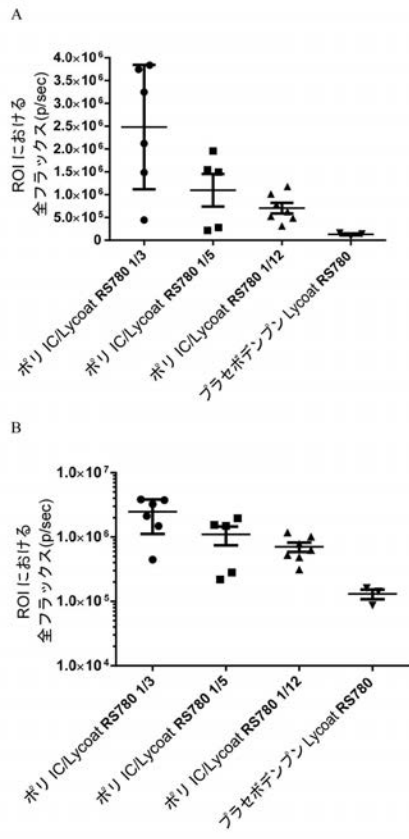 A
ROI における
全フラックス(p/sec)
4.0×10⁶
3.5×10⁶
3.0×10⁶
2.5×10⁶
2.0×10⁶
1.5×10⁶
1.0×10⁶
5.0×10⁵
0
ポリ IC/Lycoat RS780 1/3
ポリ IC/Lycoat RS780 1/5
ポリ IC/Lycoat RS780 1/12
プラセボデンプン Lycoat RS780
B
ROI における
全フラックス(p/sec)
1.0×10⁷
1.0×10⁶
1.0×10⁵
1.0×10⁴
ポリ IC/Lycoat RS780 1/3
ポリ IC/Lycoat RS780 1/5
ポリ IC/Lycoat RS780 1/12
プラセボデンプン Lycoat RS780